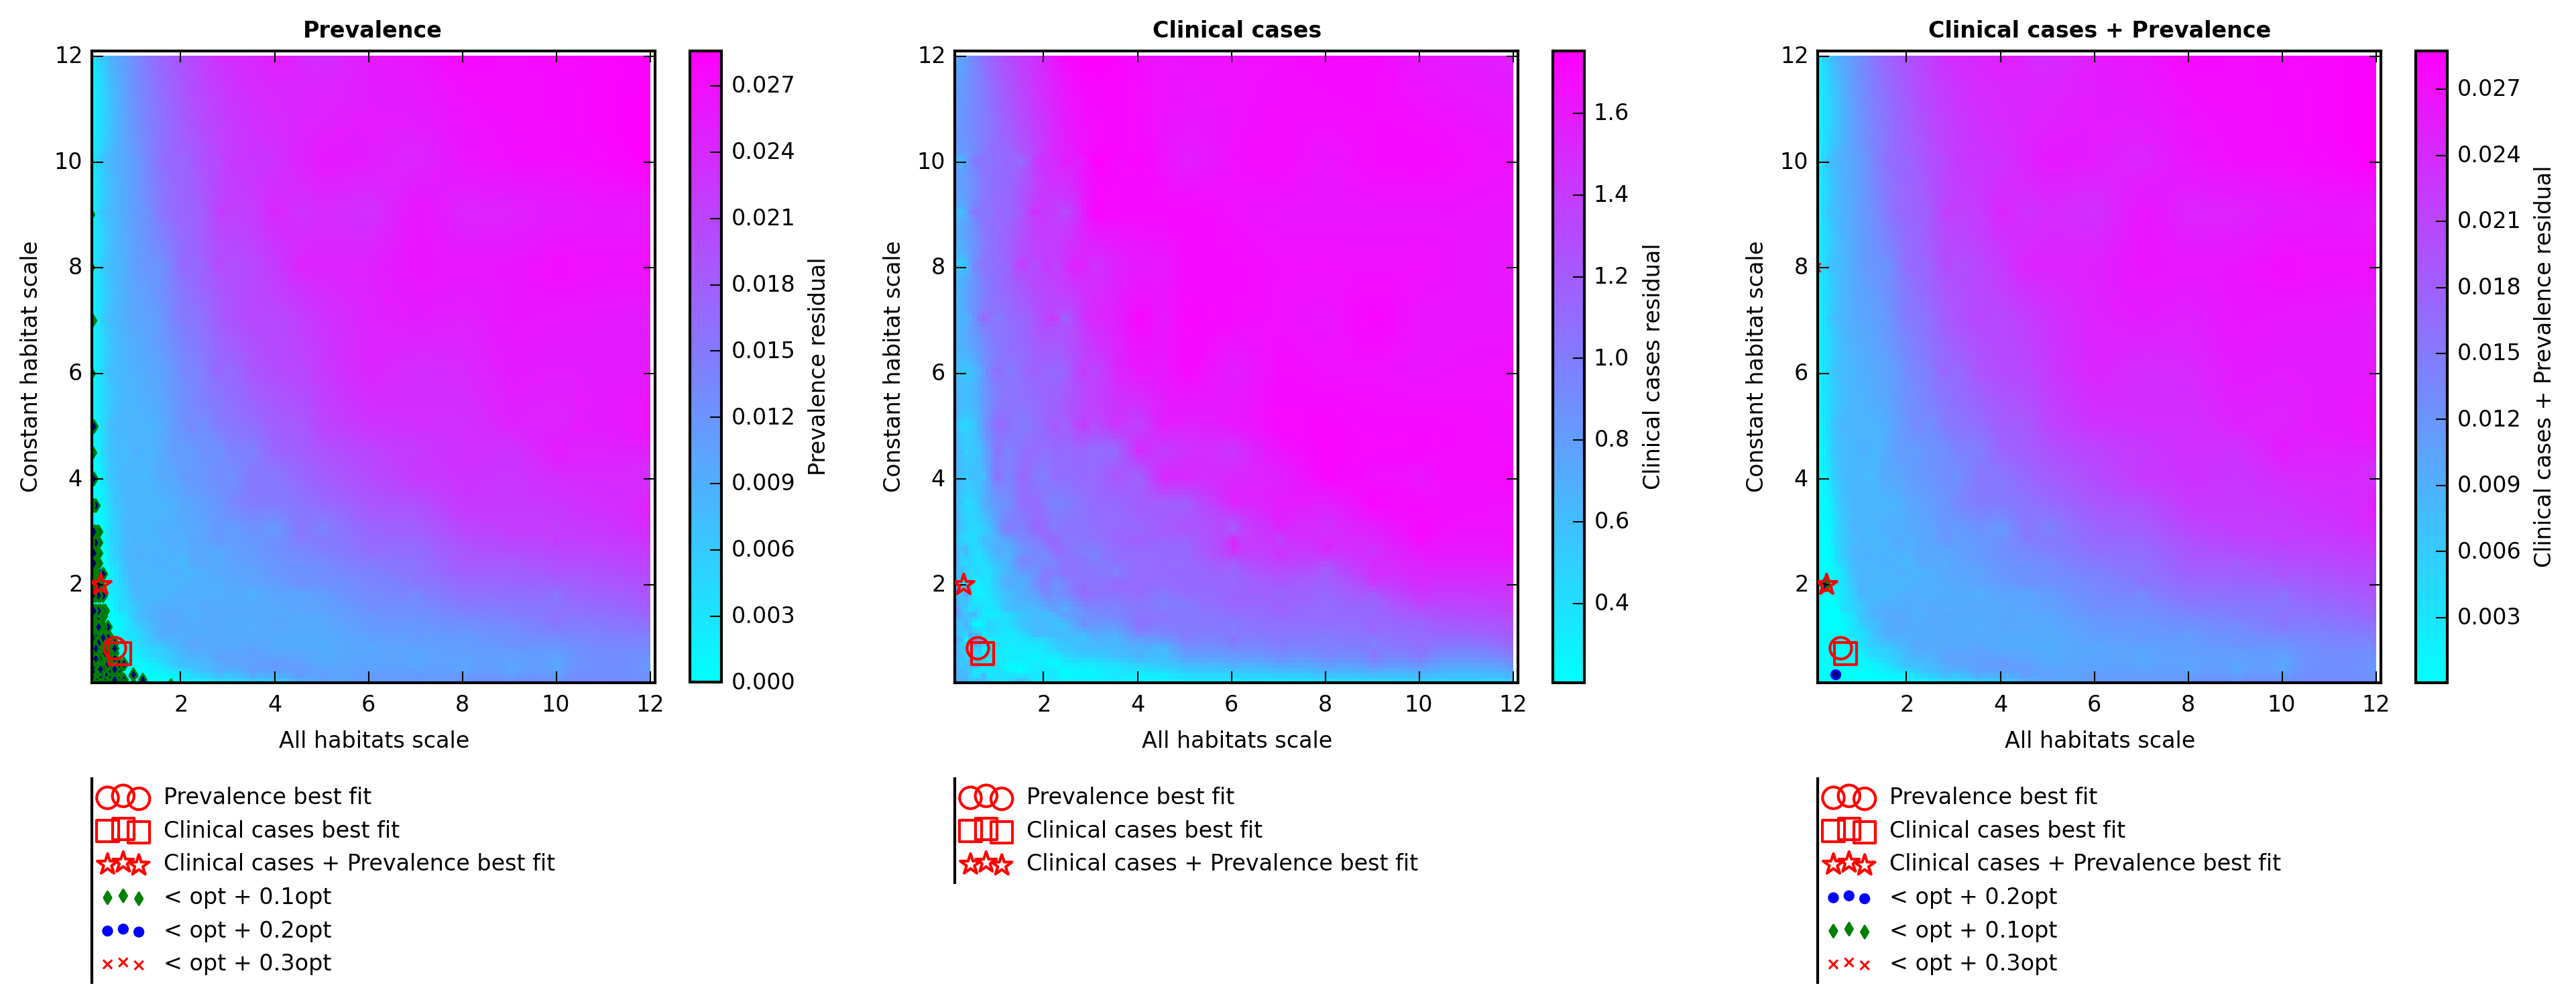 Prevalence
Constant habitat scale
12
10
8
6
4
2
2 4 6 8 10 12
All habitats scale
0.027
0.024
0.021
0.018
0.015
0.012
0.009
0.006
0.003
0.000
Prevalence residual
Prevalence best fit
Clinical cases best fit
Clinical cases + Prevalence best fit
< opt + 0.1opt
< opt + 0.2opt
< opt + 0.3opt
Clinical cases
Constant habitat scale
12
10
8
6
4
2
2 4 6 8 10 12
All habitats scale
1.6
1.4
1.2
1.0
0.8
0.6
0.4
Clinical cases residual
Prevalence best fit
Clinical cases best fit
Clinical cases + Prevalence best fit
Clinical cases + Prevalence
Constant habitat scale
12
10
8
6
4
2
2 4 6 8 10 12
All habitats scale
0.027
0.024
0.021
0.018
0.015
0.012
0.009
0.006
0.003
Clinical cases + Prevalence residual
Prevalence best fit
Clinical cases best fit
Clinical cases + Prevalence best fit
< opt + 0.2opt
< opt + 0.1opt
< opt + 0.3opt